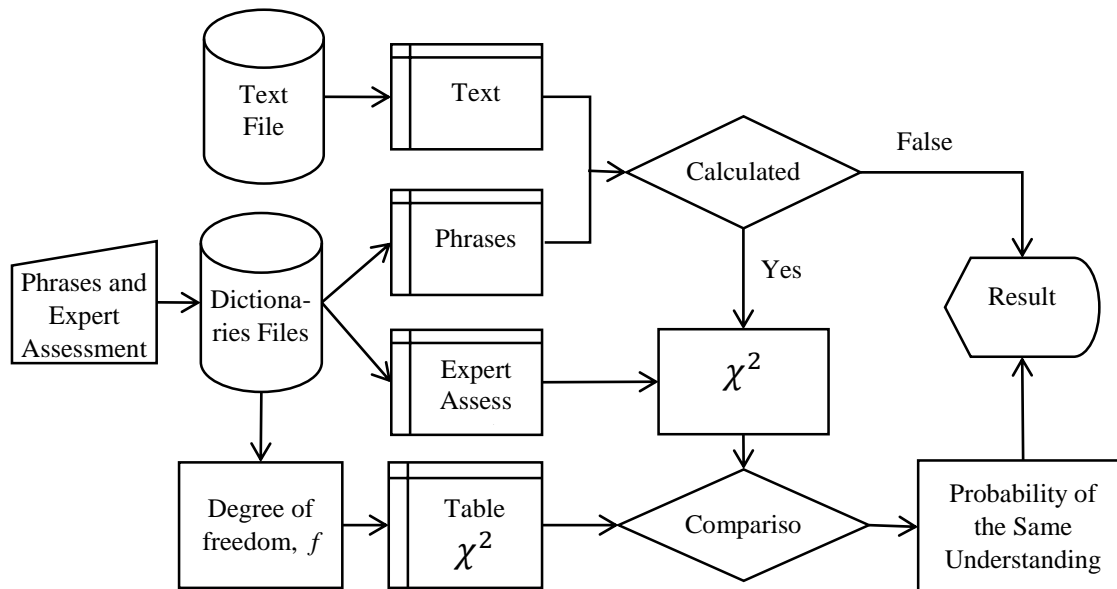 Text
File
Text
Calculated
False
Phrases
Yes
Phrases and
Expert
Assessment
Dictiona-
ries Files
Result
Expert
Assess
χ²
Degree of
freedom, f
Table
χ²
Compariso
Probability of
the Same
Understanding